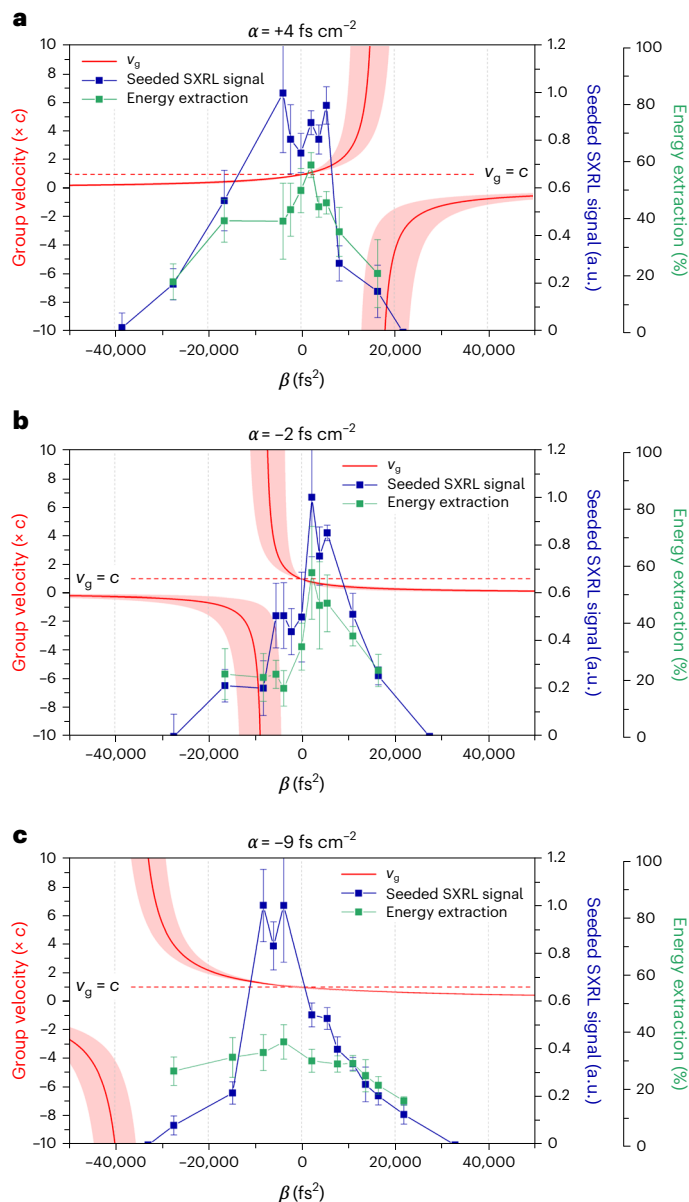 a
α = +4 fs cm⁻²
10
8
6
4
2
0
−2
−4
−6
−8
−10
Group velocity (× c)
v_g
Seeded SXRL signal
Energy extraction
v_g = c
1.2
1.0
0.8
0.6
0.4
0.2
0
Seeded SXRL signal (a.u.)
100
80
60
40
20
0
Energy extraction (%)
−40,000
−20,000
0
20,000
40,000
β (fs²)
b
α = −2 fs cm⁻²
10
8
6
4
2
0
−2
−4
−6
−8
−10
Group velocity (× c)
v_g
Seeded SXRL signal
Energy extraction
v_g = c
1.2
1.0
0.8
0.6
0.4
0.2
0
Seeded SXRL signal (a.u.)
100
80
60
40
20
0
Energy extraction (%)
−40,000
−20,000
0
20,000
40,000
β (fs²)
c
α = −9 fs cm⁻²
10
8
6
4
2
0
−2
−4
−6
−8
−10
Group velocity (× c)
v_g
Seeded SXRL signal
Energy extraction
v_g = c
1.2
1.0
0.8
0.6
0.4
0.2
0
Seeded SXRL signal (a.u.)
100
80
60
40
20
0
Energy extraction (%)
−40,000
−20,000
0
20,000
40,000
β (fs²)